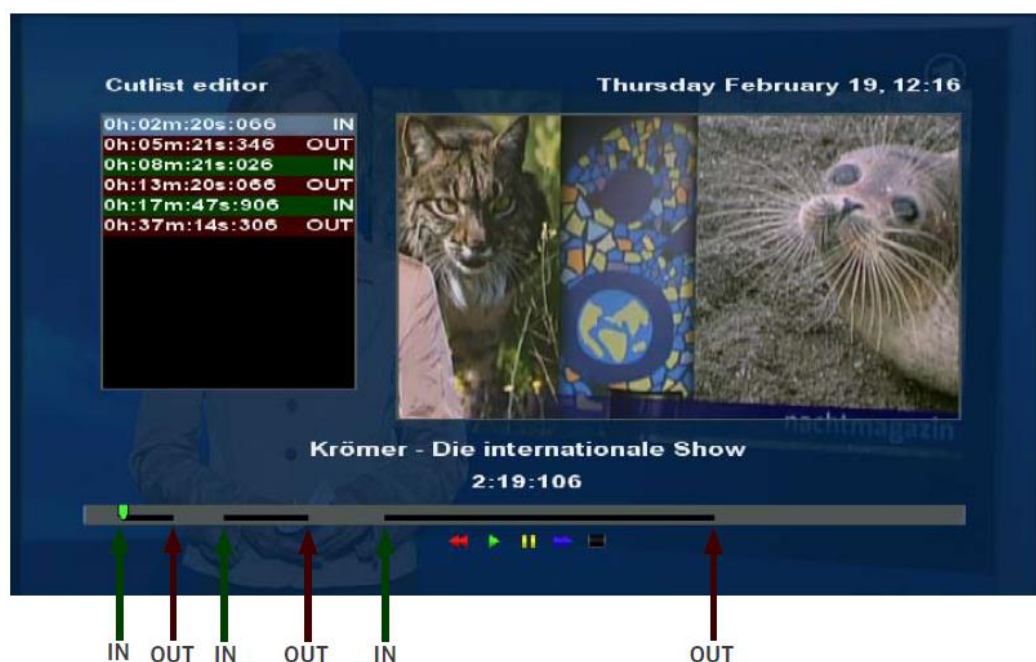 Cutlist editor
Thursday February 19, 12:16
0h:02m:20s:066 IN
0h:05m:21s:346 OUT
0h:08m:21s:026 IN
0h:13m:20s:066 OUT
0h:17m:47s:906 IN
0h:37m:14s:306 OUT
nachtmagazin
Krömer - Die internationale Show
2:19:106
IN OUT IN OUT IN OUT